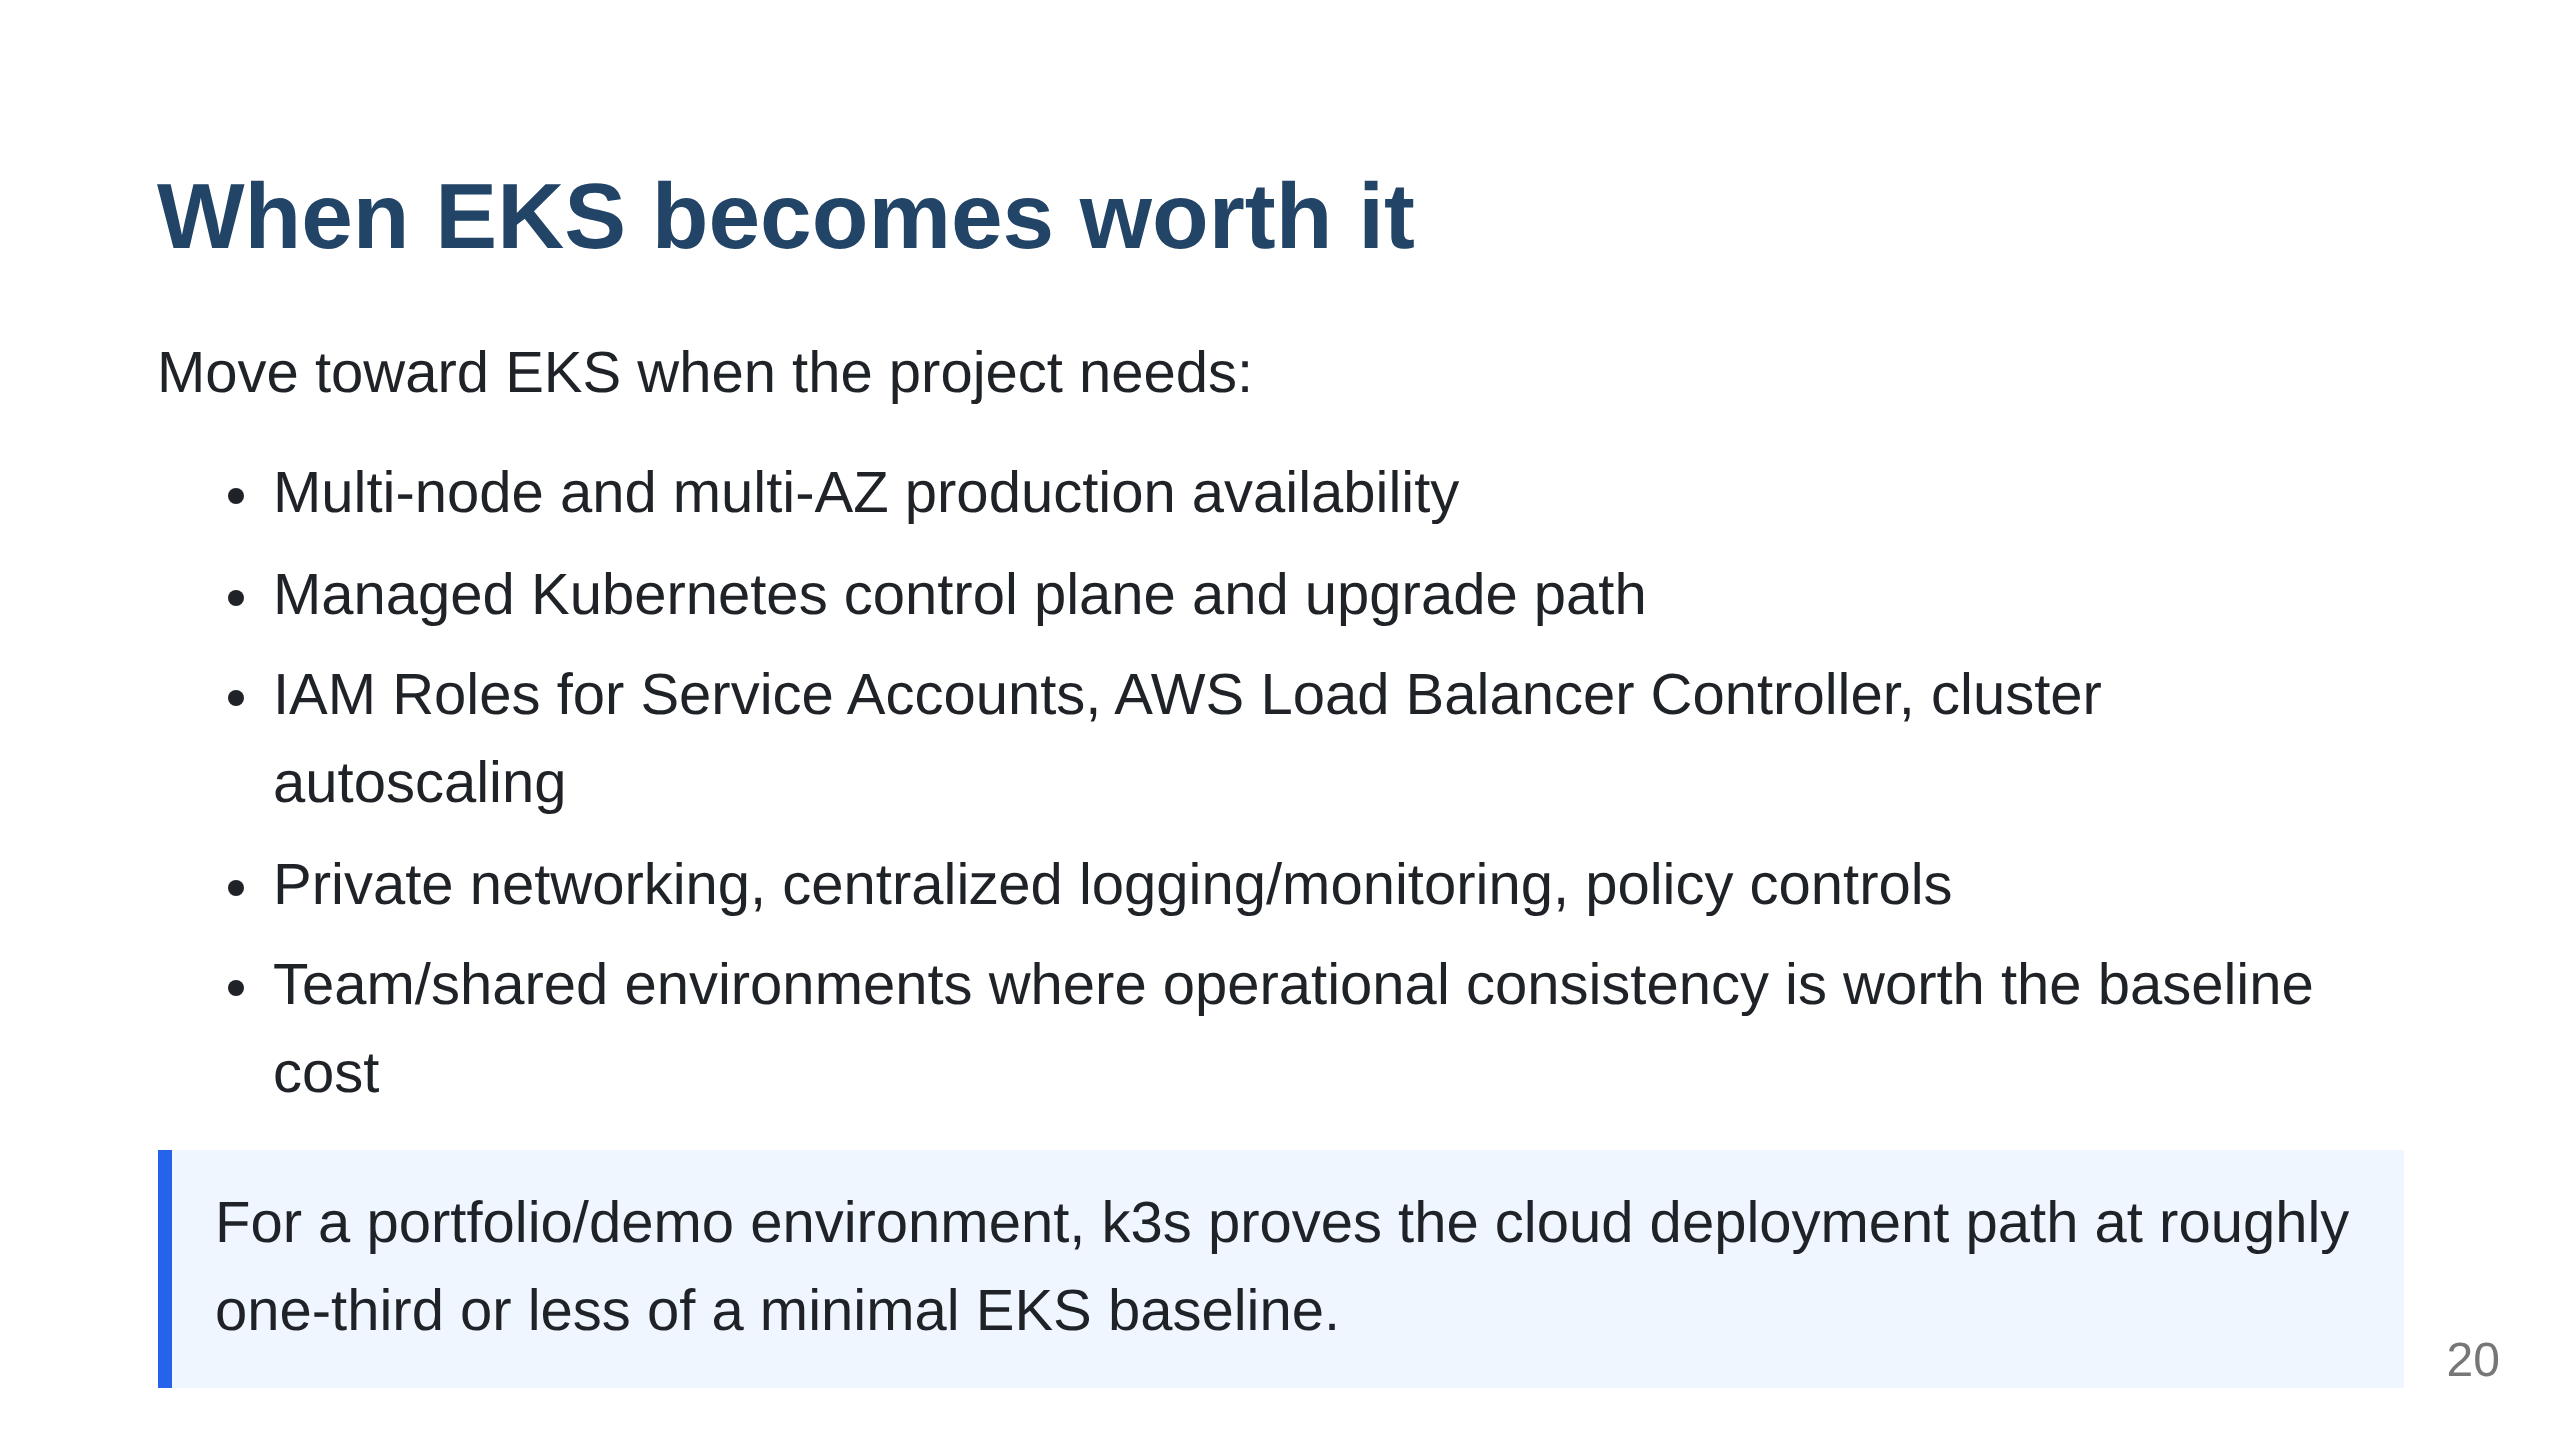 When EKS becomes worth it
Move toward EKS when the project needs:
• Multi-node and multi-AZ production availability
• Managed Kubernetes control plane and upgrade path
• IAM Roles for Service Accounts, AWS Load Balancer Controller, cluster
autoscaling
• Private networking, centralized logging/monitoring, policy controls
• Team/shared environments where operational consistency is worth the baseline
cost
For a portfolio/demo environment, k3s proves the cloud deployment path at roughly
one-third or less of a minimal EKS baseline.
20